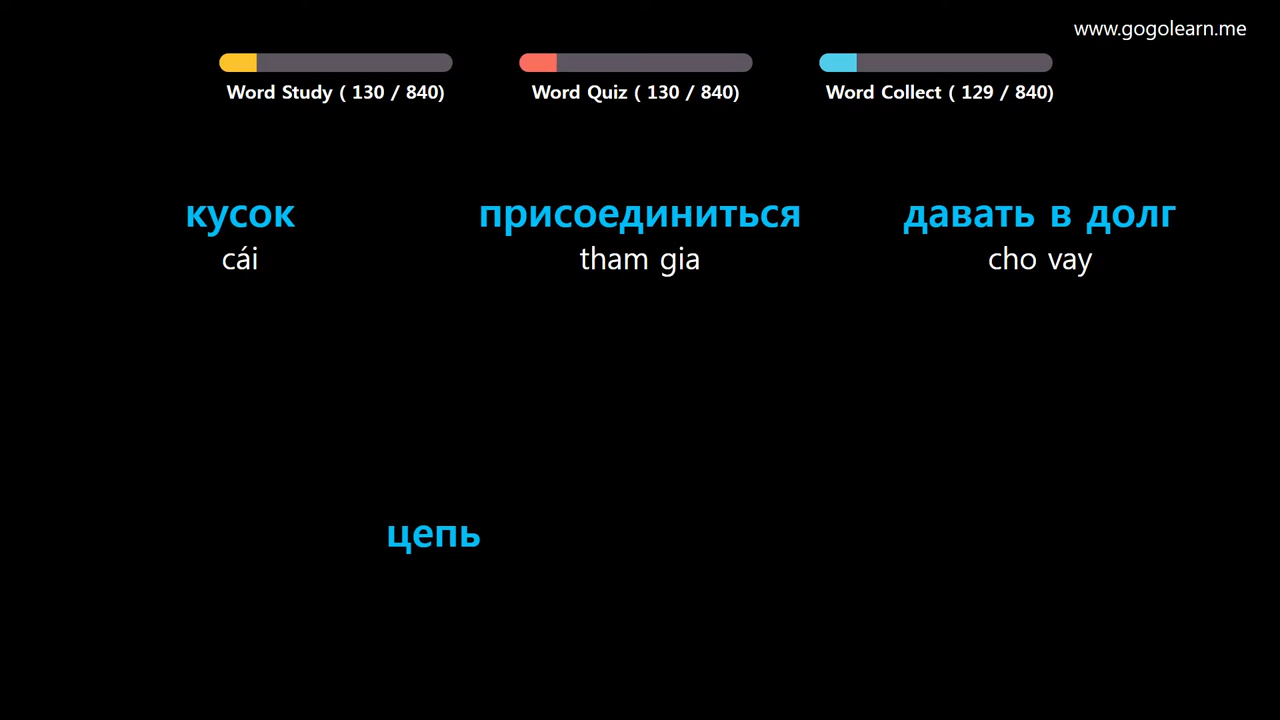 www.gogolearn.me
Word Study ( 130 / 840)
Word Quiz ( 130 / 840)
Word Collect ( 129 / 840)
кусок
присоединиться
давать в долг
cái
tham gia
cho vay
цепь